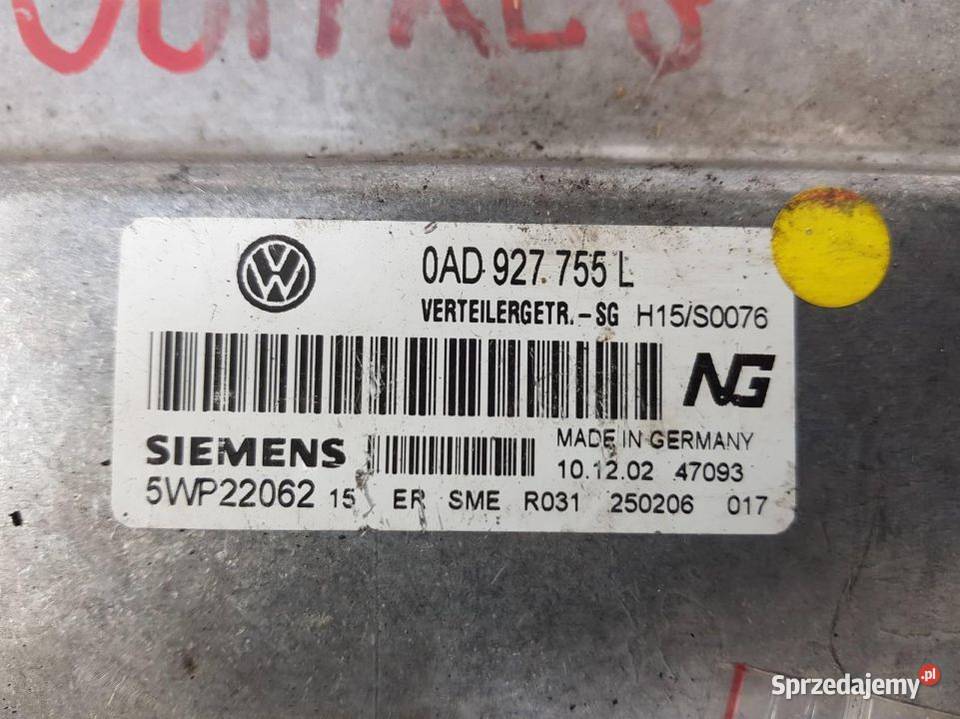 0AD 927 755 L
VERTEILERGETR.-SG H15/S0076
NG
SIEMENS
MADE IN GERMANY
10.12.02 47093
5WP22062 15 ER SME R031 250206 017
Sprzedajemy.pl